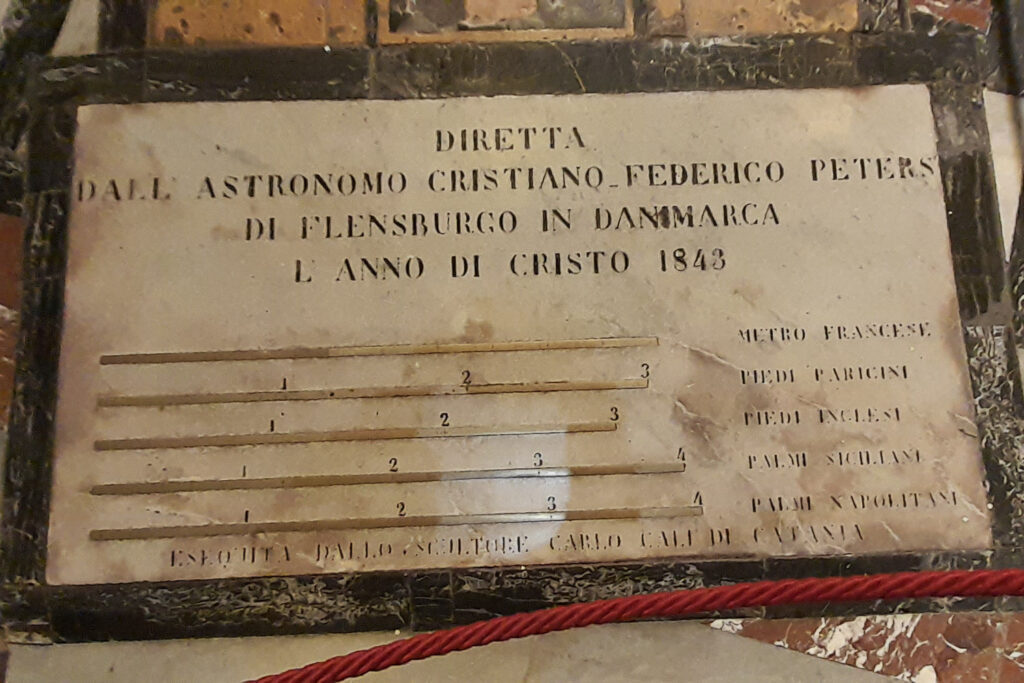 DIRETTA
DALL' ASTRONOMO CRISTIANO-FEDERICO PETERS
DI FLENSBURGO IN DANIMARCA
L' ANNO DI CRISTO 1843
METRO FRANCESE
1 2 3 PIEDI PARICINI
1 2 3 PIEDI INGLESI
1 2 3 4 PALMI SICILIANI
1 2 3 4 PALMI NAPOLITANI
ESEQUITA DALLO SCULTORE CARLO CALI' DI CATANIA